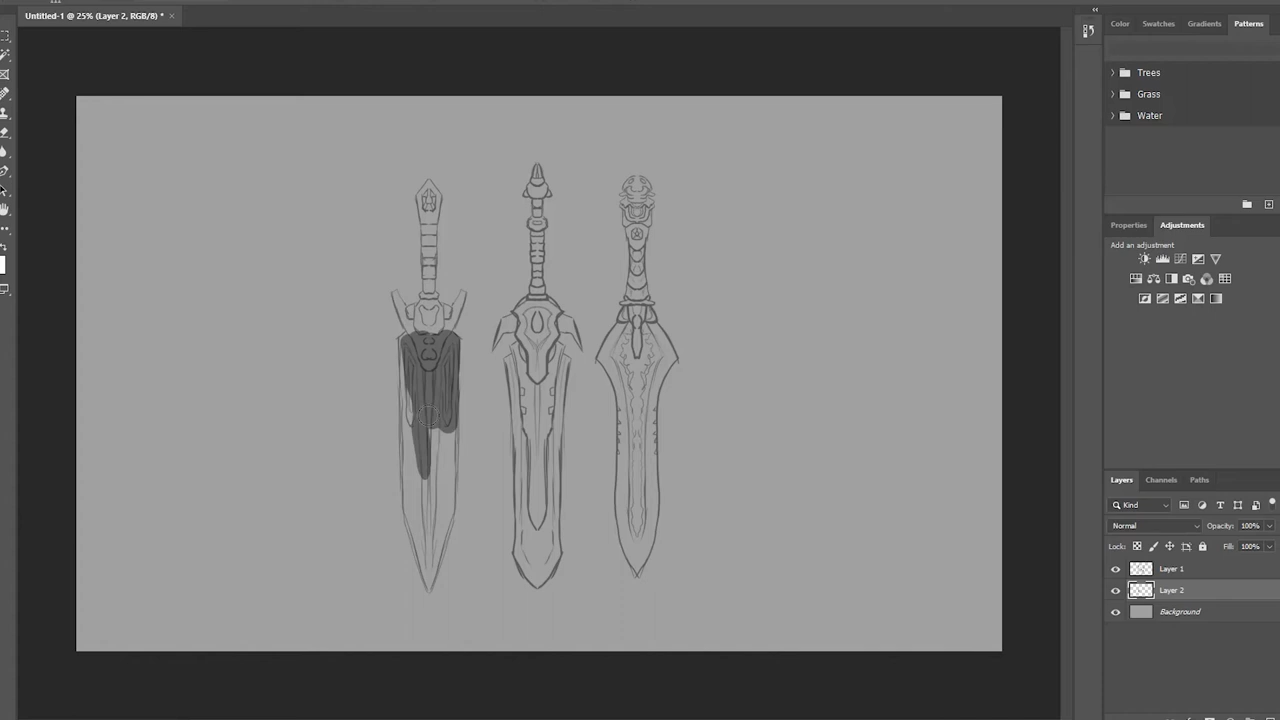 Untitled-1 @ 25% (Layer 2, RGB/8) *
Color Swatches Gradients Patterns
Trees
Grass
Water
Properties Adjustments
Add an adjustment
Layers Channels Paths
Kind
Normal Opacity: 100%
Lock: Fill: 100%
Layer 1
Layer 2
Background